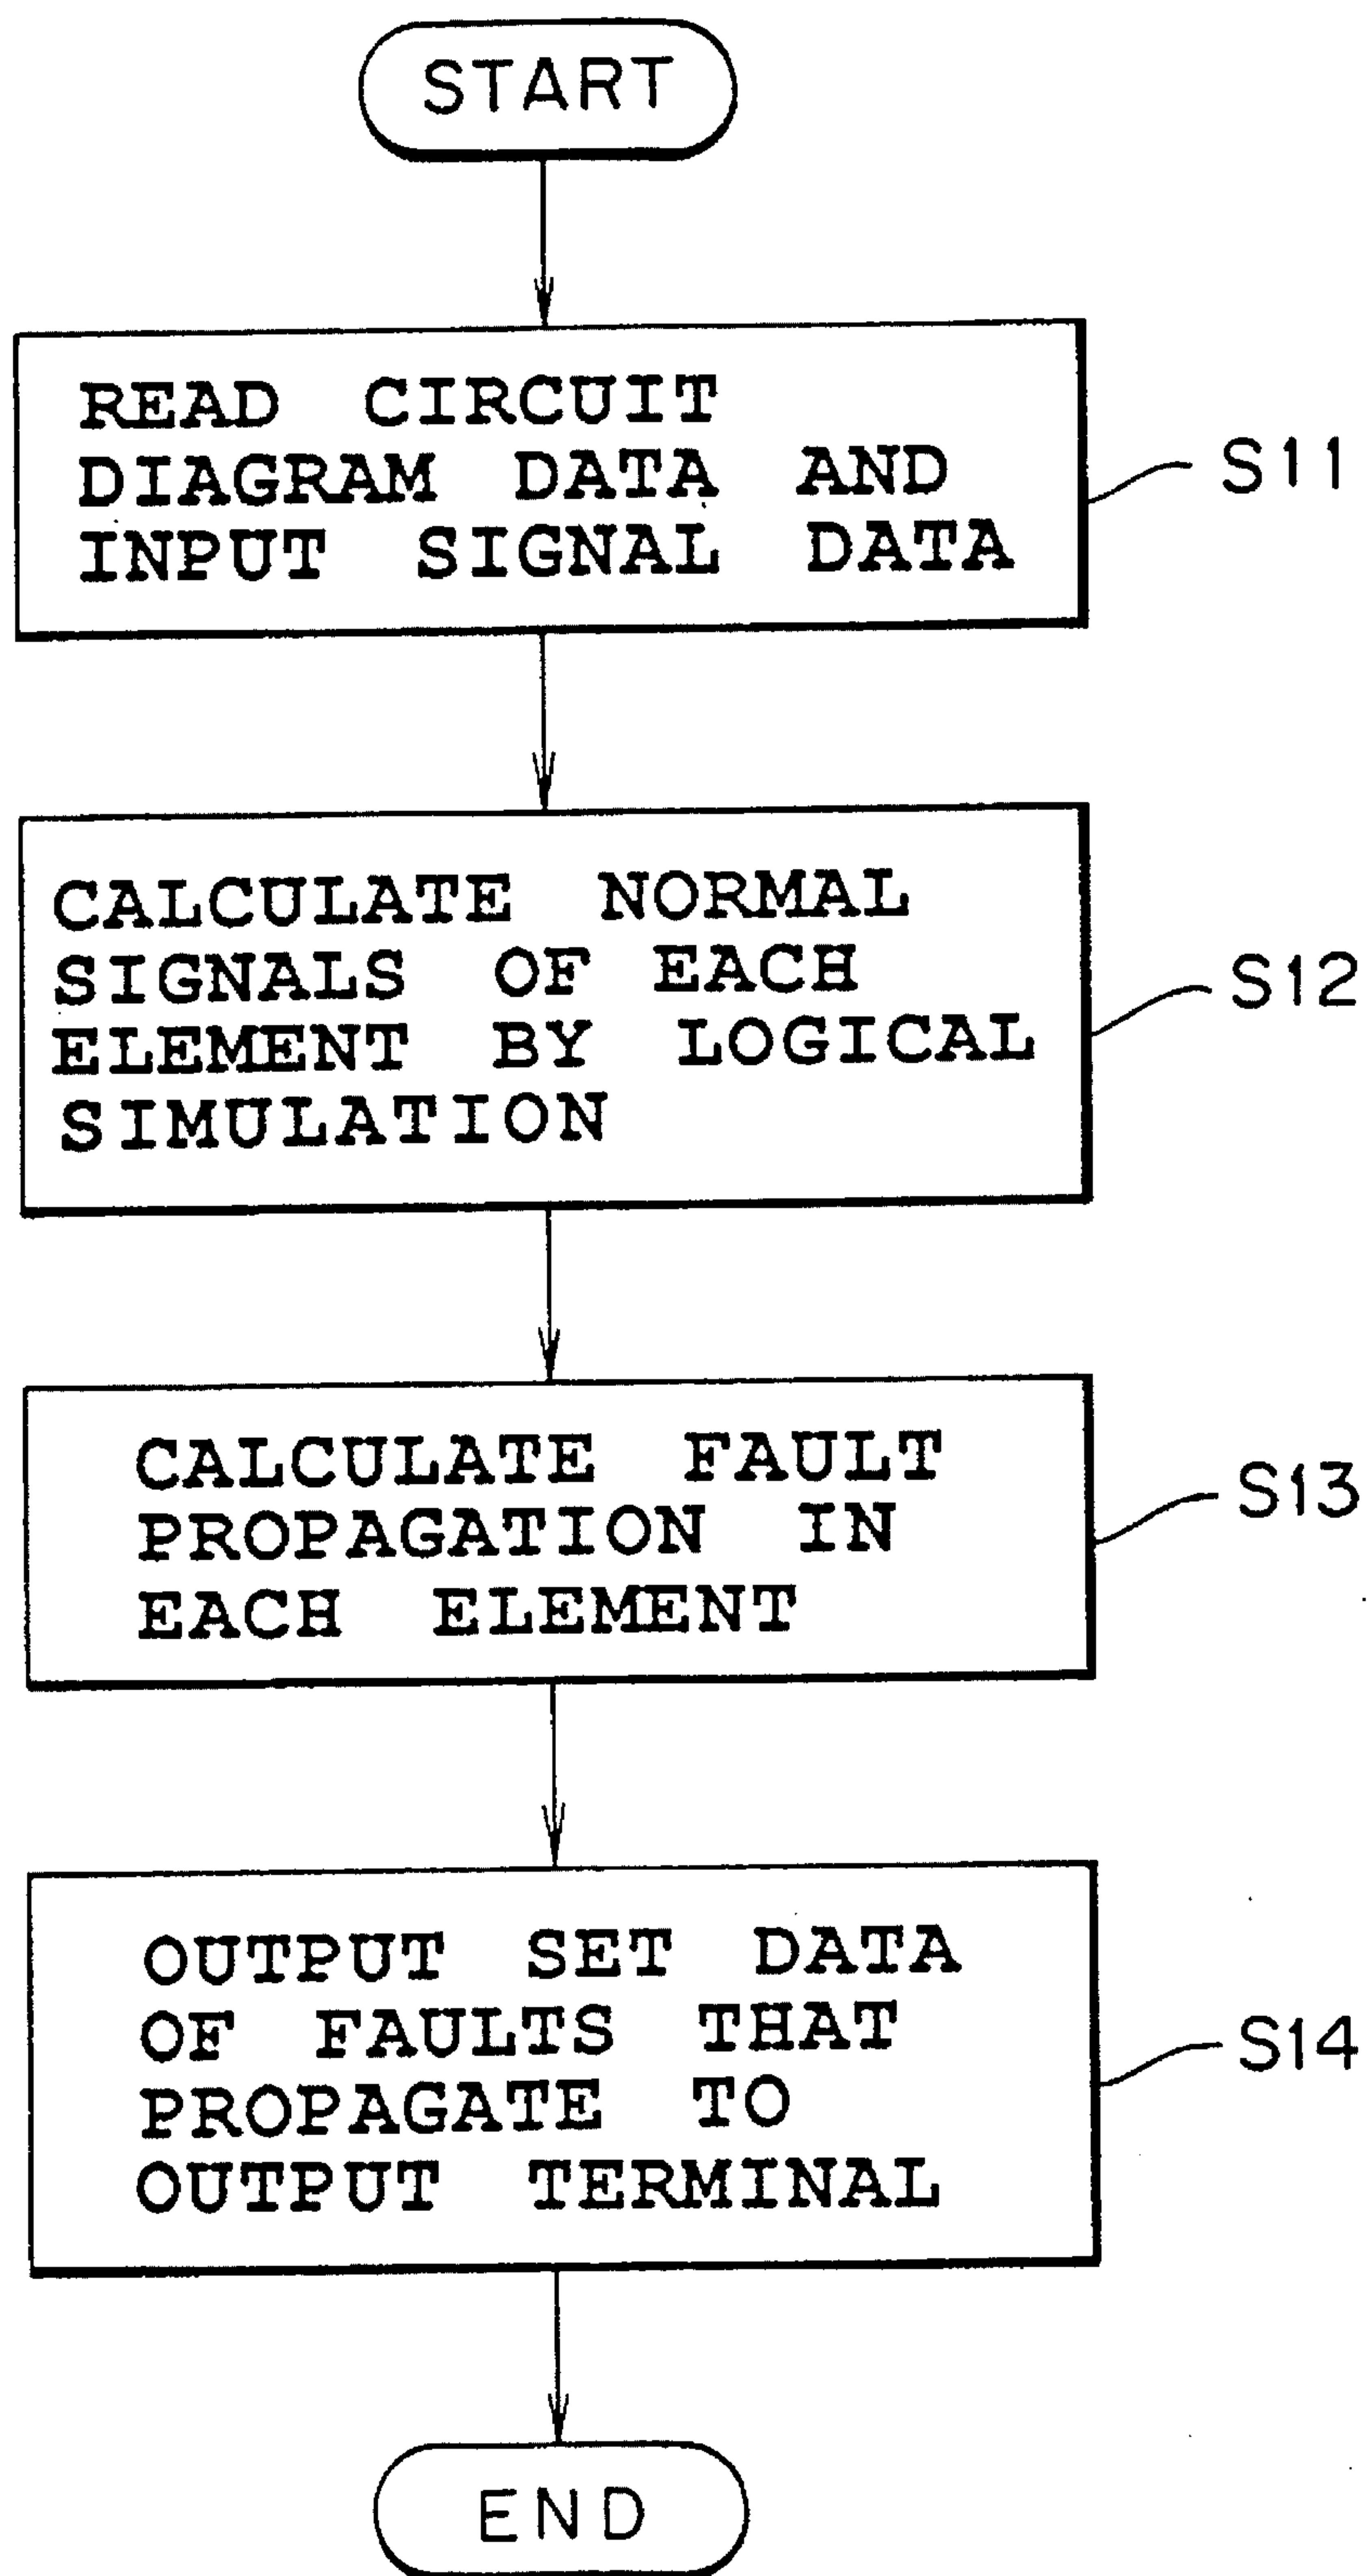 START
READ CIRCUIT
DIAGRAM DATA AND
INPUT SIGNAL DATA
S11
CALCULATE NORMAL
SIGNALS OF EACH
ELEMENT BY LOGICAL
SIMULATION
S12
CALCULATE FAULT
PROPAGATION IN
EACH ELEMENT
S13
OUTPUT SET DATA
OF FAULTS THAT
PROPAGATE TO
OUTPUT TERMINAL
S14
END